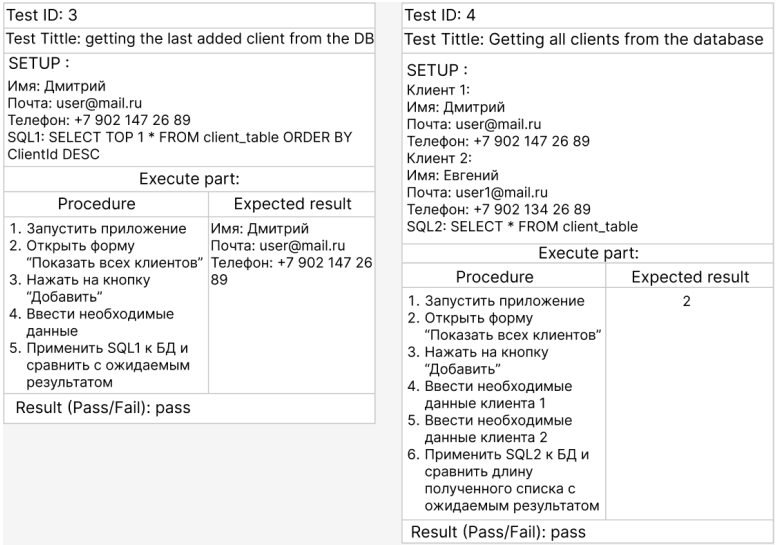 Test ID: 3
Test Tittle: getting the last added client from the DB
SETUP :
Имя: Дмитрий
Почта: user@mail.ru
Телефон: +7 902 147 26 89
SQL1: SELECT TOP 1 * FROM client_table ORDER BY
ClientId DESC
Execute part:
Procedure
Expected result
1. Запустить приложение
2. Открыть форму
“Показать всех клиентов”
3. Нажать на кнопку
“Добавить”
4. Ввести необходимые
данные
5. Применить SQL1 к БД и
сравнить с ожидаемым
результатом
Имя: Дмитрий
Почта: user@mail.ru
Телефон: +7 902 147 26
89
Result (Pass/Fail): pass
Test ID: 4
Test Tittle: Getting all clients from the database
SETUP :
Клиент 1:
Имя: Дмитрий
Почта: user@mail.ru
Телефон: +7 902 147 26 89
Клиент 2:
Имя: Евгений
Почта: user1@mail.ru
Телефон: +7 902 134 26 89
SQL2: SELECT * FROM client_table
Execute part:
Procedure
Expected result
1. Запустить приложение
2. Открыть форму
“Показать всех клиентов”
3. Нажать на кнопку
“Добавить”
4. Ввести необходимые
данные клиента 1
5. Ввести необходимые
данные клиента 2
6. Применить SQL2 к БД и
сравнить длину
полученного списка с
ожидаемым результатом
2
Result (Pass/Fail): pass